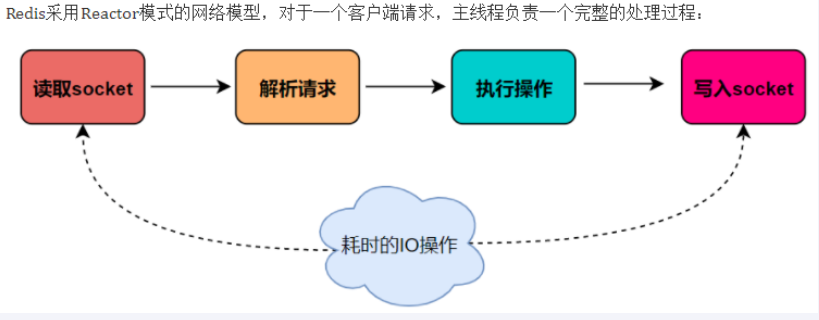 Redis采用Reactor模式的网络模型，对于一个客户端请求，主线程负责一个完整的处理过程：
读取socket
解析请求
执行操作
写入socket
耗时的IO操作